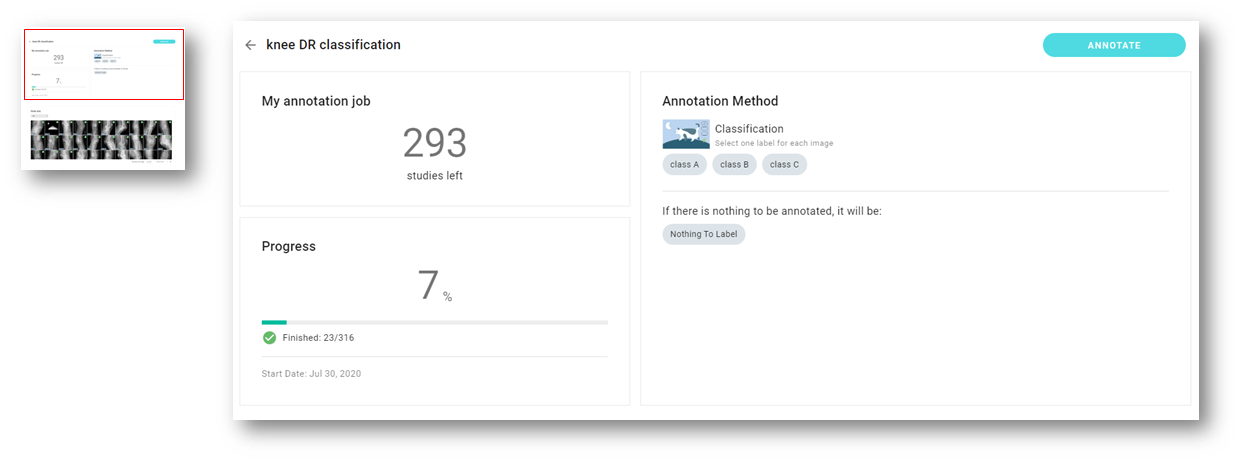 knee DR classification
ANNOTATE
My annotation job
293
studies left
Progress
7 %
Finished: 23/316
Start Date: Jul 30, 2020
Annotation Method
Classification
Select one label for each image
class A class B class C
If there is nothing to be annotated, it will be:
Nothing To Label